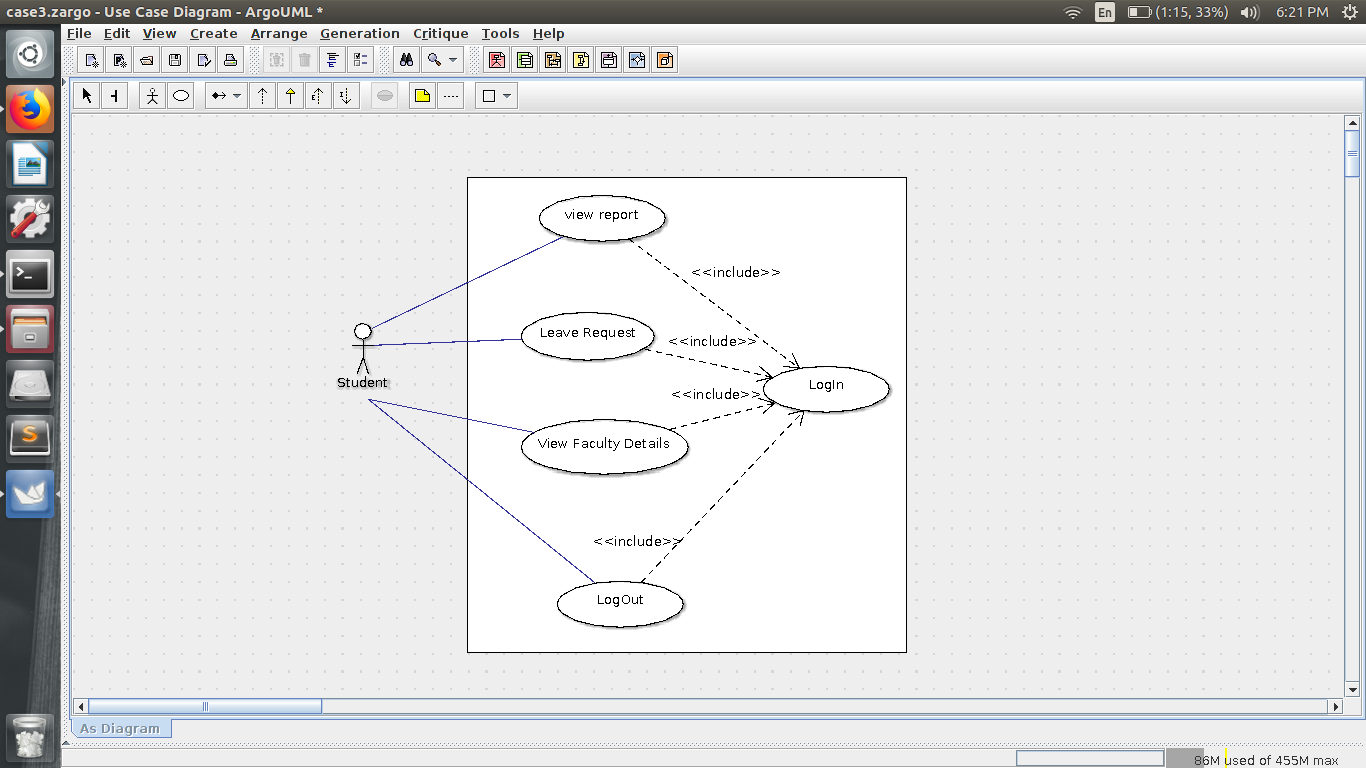 case3.zargo - Use Case Diagram - ArgoUML *
En
(1:15, 33%)
6:21 PM
File Edit View Create Arrange Generation Critique Tools Help
view report
<<include>>
Leave Request
<<include>>
LogIn
Student
<<include>>
View Faculty Details
<<include>>
LogOut
As Diagram
86M used of 455M max